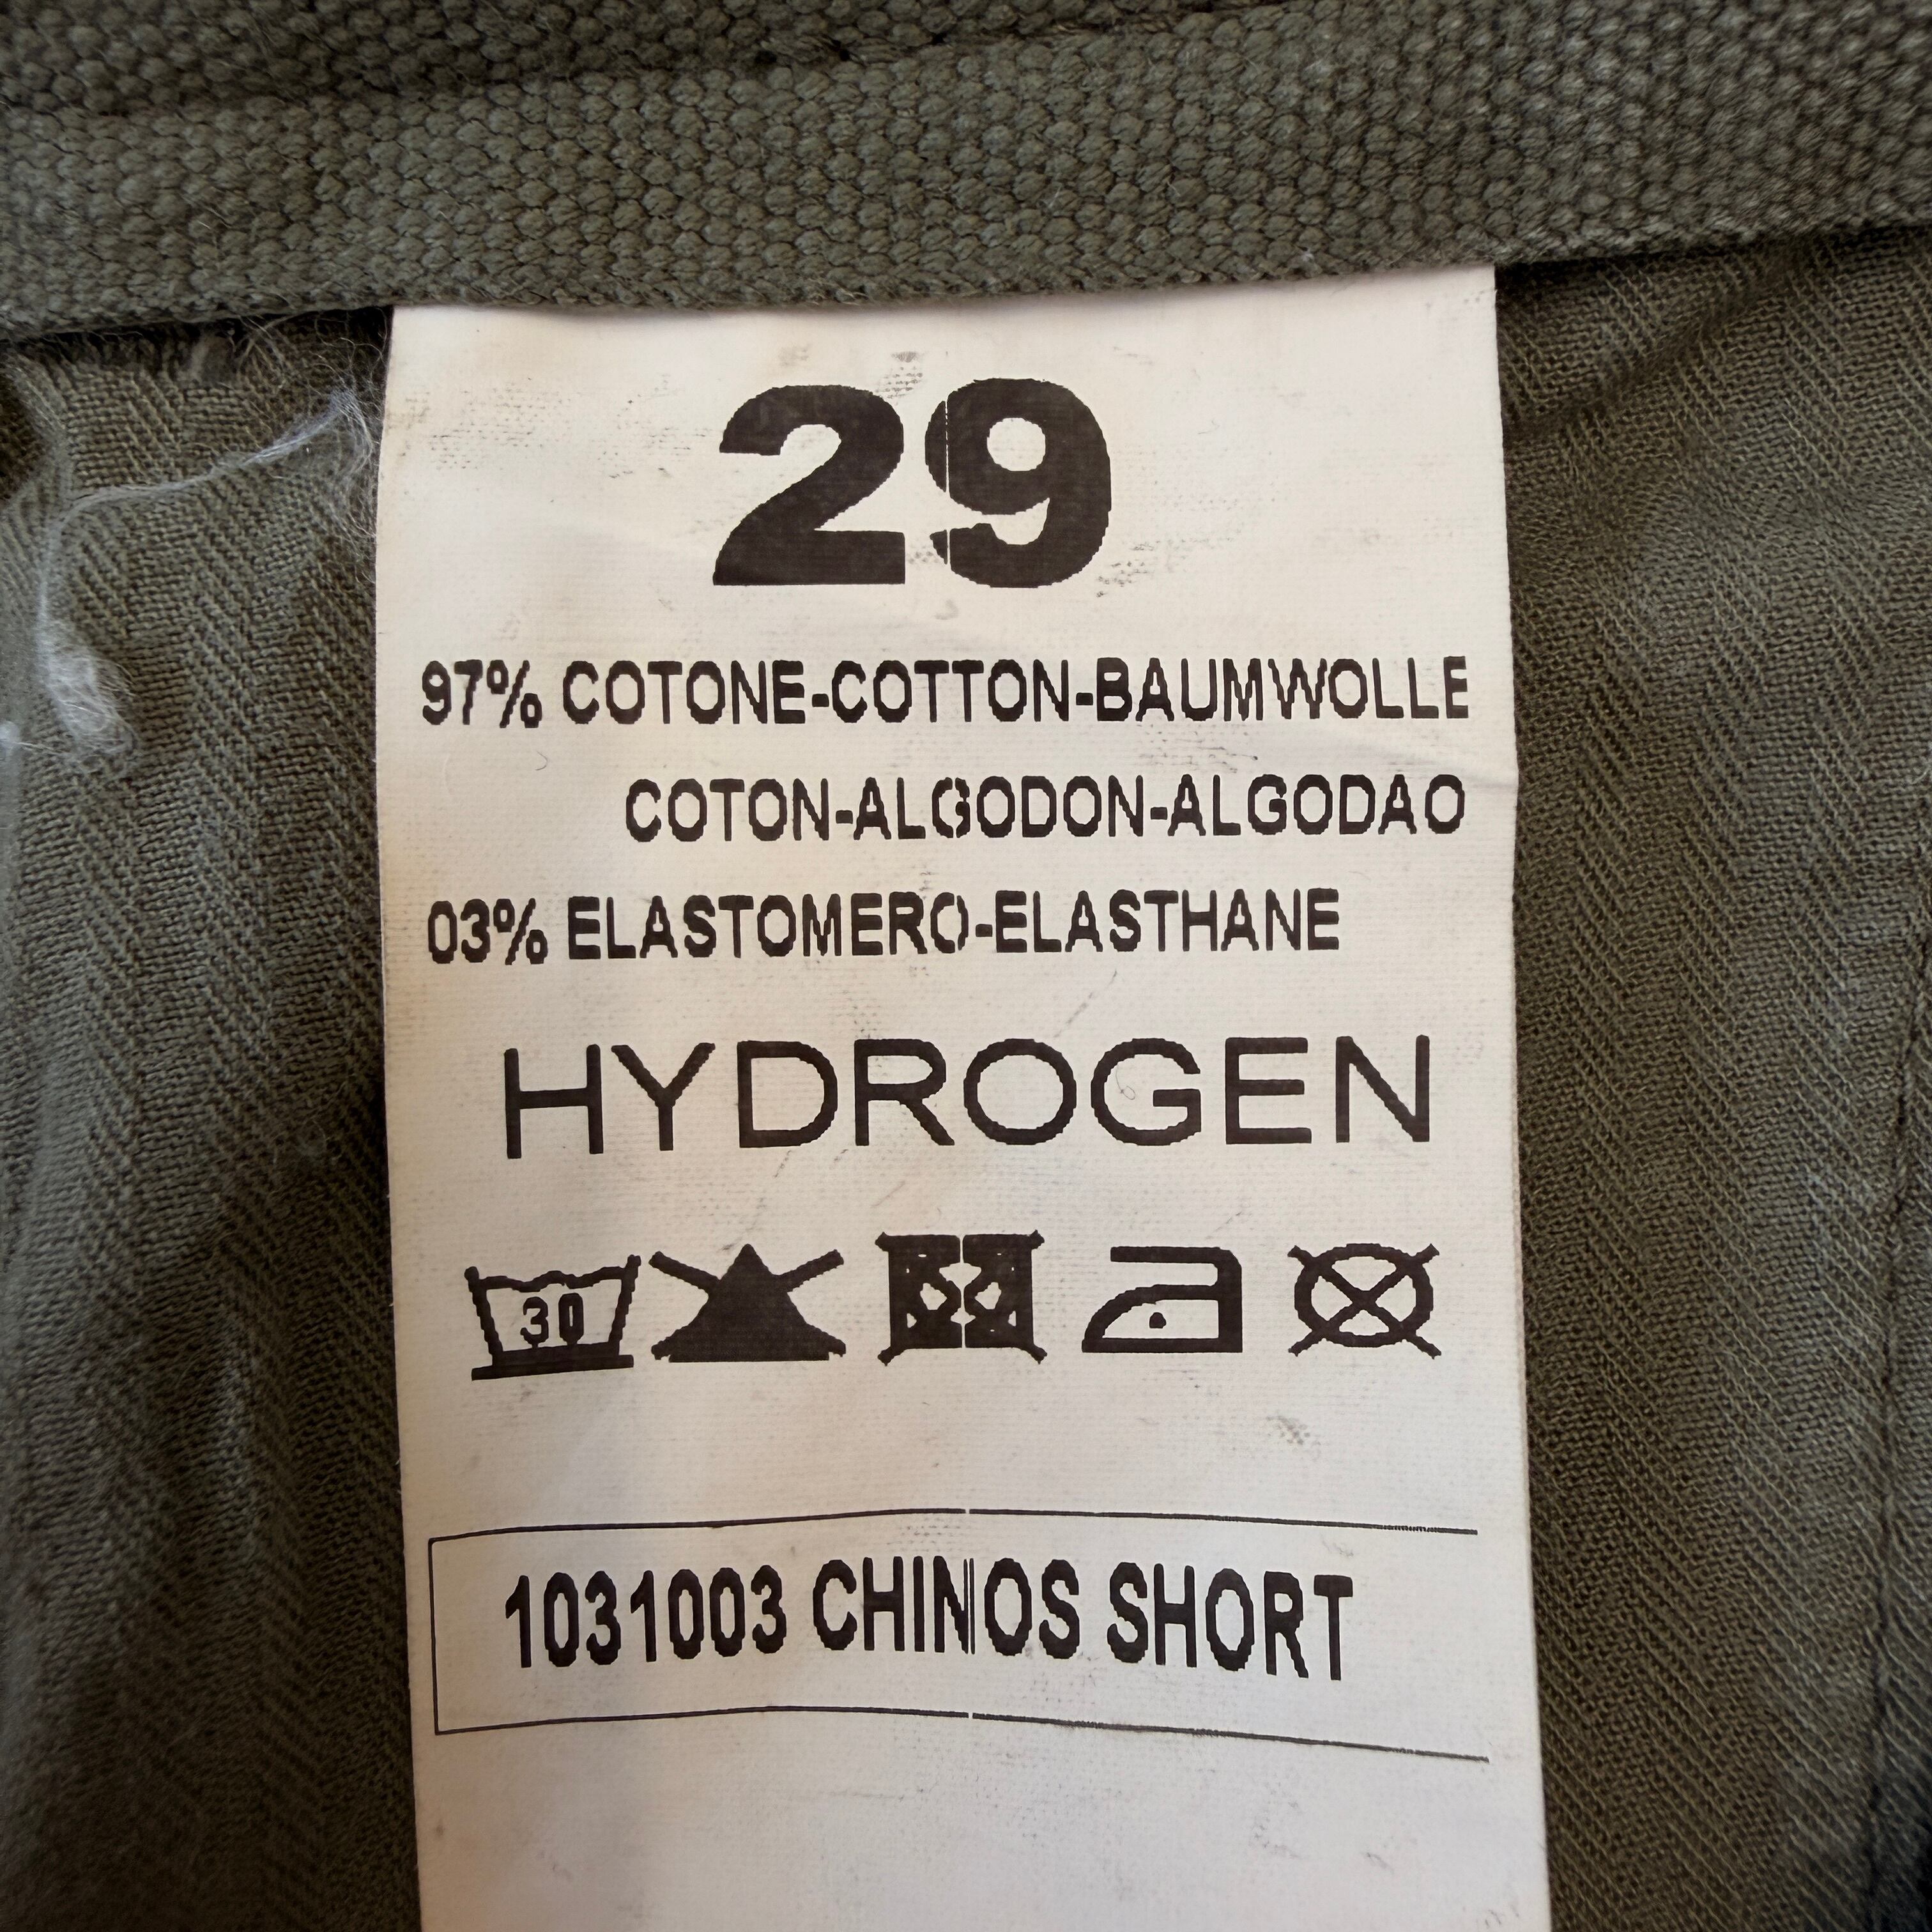 29
97% COTONE-COTTON-BAUMWOLLE
COTON-ALGODON-ALGODAO
03% ELASTOMERO-ELASTHANE
HYDROGEN
30
1031003 CHINOS SHORT